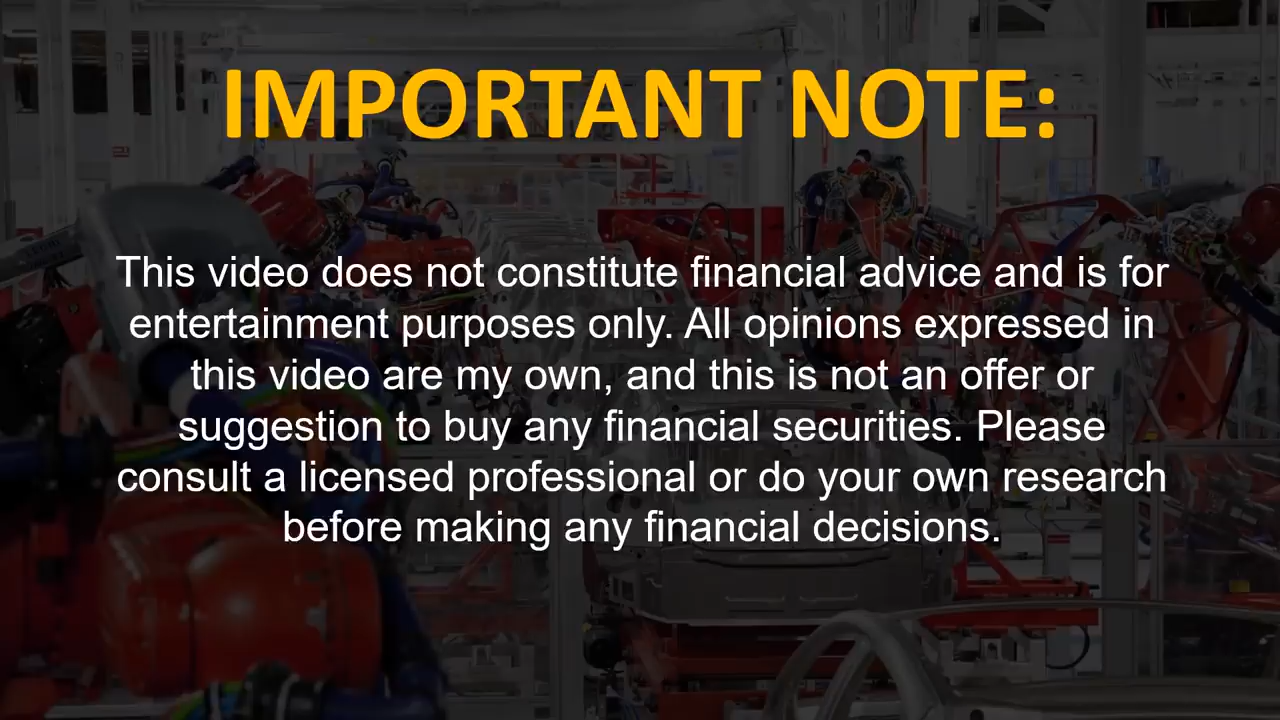 IMPORTANT NOTE:
This video does not constitute financial advice and is for
entertainment purposes only. All opinions expressed in
this video are my own, and this is not an offer or
suggestion to buy any financial securities. Please
consult a licensed professional or do your own research
before making any financial decisions.